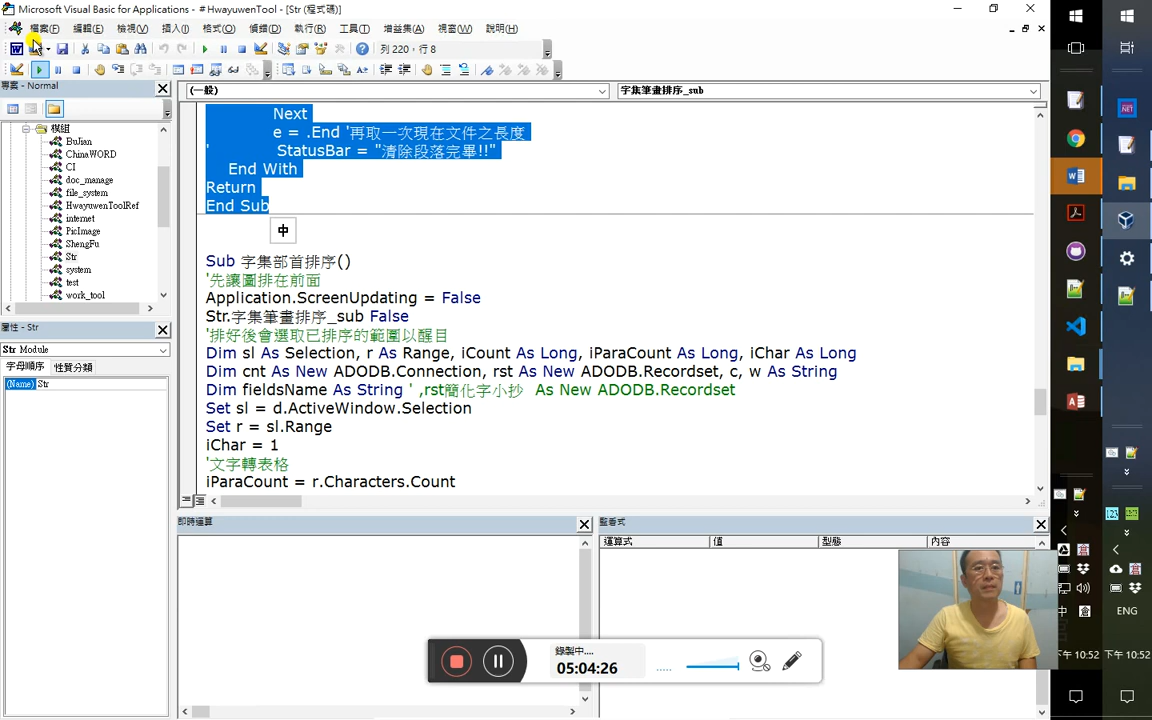 Microsoft Visual Basic for Applications - #HwayuwenTool - [Str (程式碼)]
檔案(F) 編輯(E) 檢視(V) 插入(I) 格式(O) 偵錯(D) 執行(R) 工具(T) 增益集(A) 視窗(W) 說明(H)
列 220，行 8
專案 - Normal
(一般)
字集筆畫排序_sub
模組
BuJian
ChinaWORD
CI
doc_manage
file_system
HwayuwenToolRef
internet
PicImage
ShengFu
Str
system
test
work_tool
屬性 - Str
Str Module
字母順序 性質分類
(Name) Str
Next
e = .End '再取一次現在文件之長度
' StatusBar = "清除段落完畢!!"
End With
Return
End Sub
中
Sub 字集部首排序()
'先讓圖排在前面
Application.ScreenUpdating = False
Str.字集筆畫排序_sub False
'排好後會選取已排序的範圍以醒目
Dim sl As Selection, r As Range, iCount As Long, iParaCount As Long, iChar As Long
Dim cnt As New ADODB.Connection, rst As New ADODB.Recordset, c, w As String
Dim fieldsName As String ' ,rst簡化字小抄 As New ADODB.Recordset
Set sl = d.ActiveWindow.Selection
Set r = sl.Range
iChar = 1
'文字轉表格
iParaCount = r.Characters.Count
即時運算
監看式
運算式 值 型態 內容
錄製中....
05:04:26
中
ENG
下午 10:52
下午 10:52